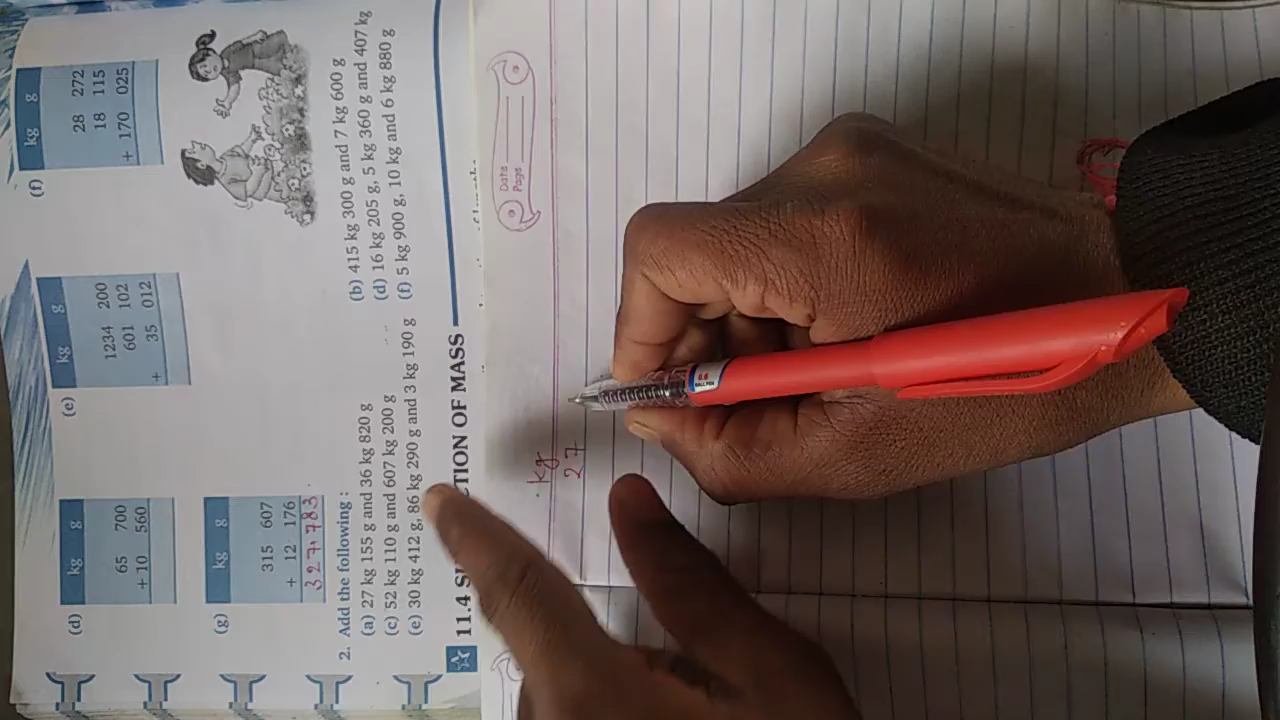 (d)
kg g
65 700
+ 10 560
(e)
kg g
1234 200
601 102
+ 35 012
(f)
kg g
28 272
18 115
+ 170 025
(g)
kg g
315 607
+ 12 176
327,783
2. Add the following :
(a) 27 kg 155 g and 36 kg 820 g
(b) 415 kg 300 g and 7 kg 600 g
(c) 52 kg 110 g and 607 kg 200 g
(d) 16 kg 205 g, 5 kg 360 g and 407 kg
(e) 30 kg 412 g, 86 kg 290 g and 3 kg 190 g
(f) 5 kg 900 g, 10 kg and 6 kg 880 g
11.4 CTION OF MASS
Date
Page
kg
27
BALL PEN